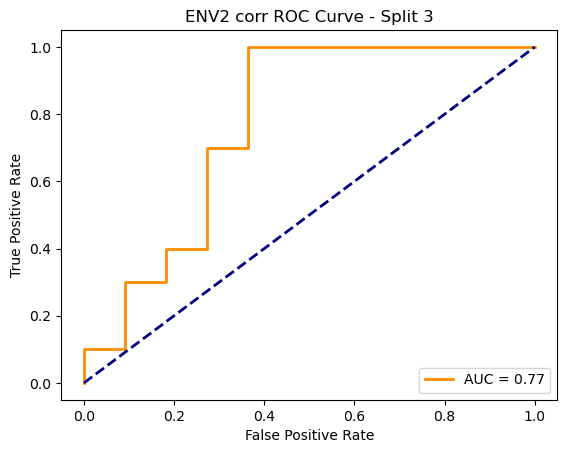 ENV2 corr ROC Curve - Split 3
True Positive Rate
1.0
0.8
0.6
0.4
0.2
0.0
0.0 0.2 0.4 0.6 0.8 1.0
False Positive Rate
AUC = 0.77